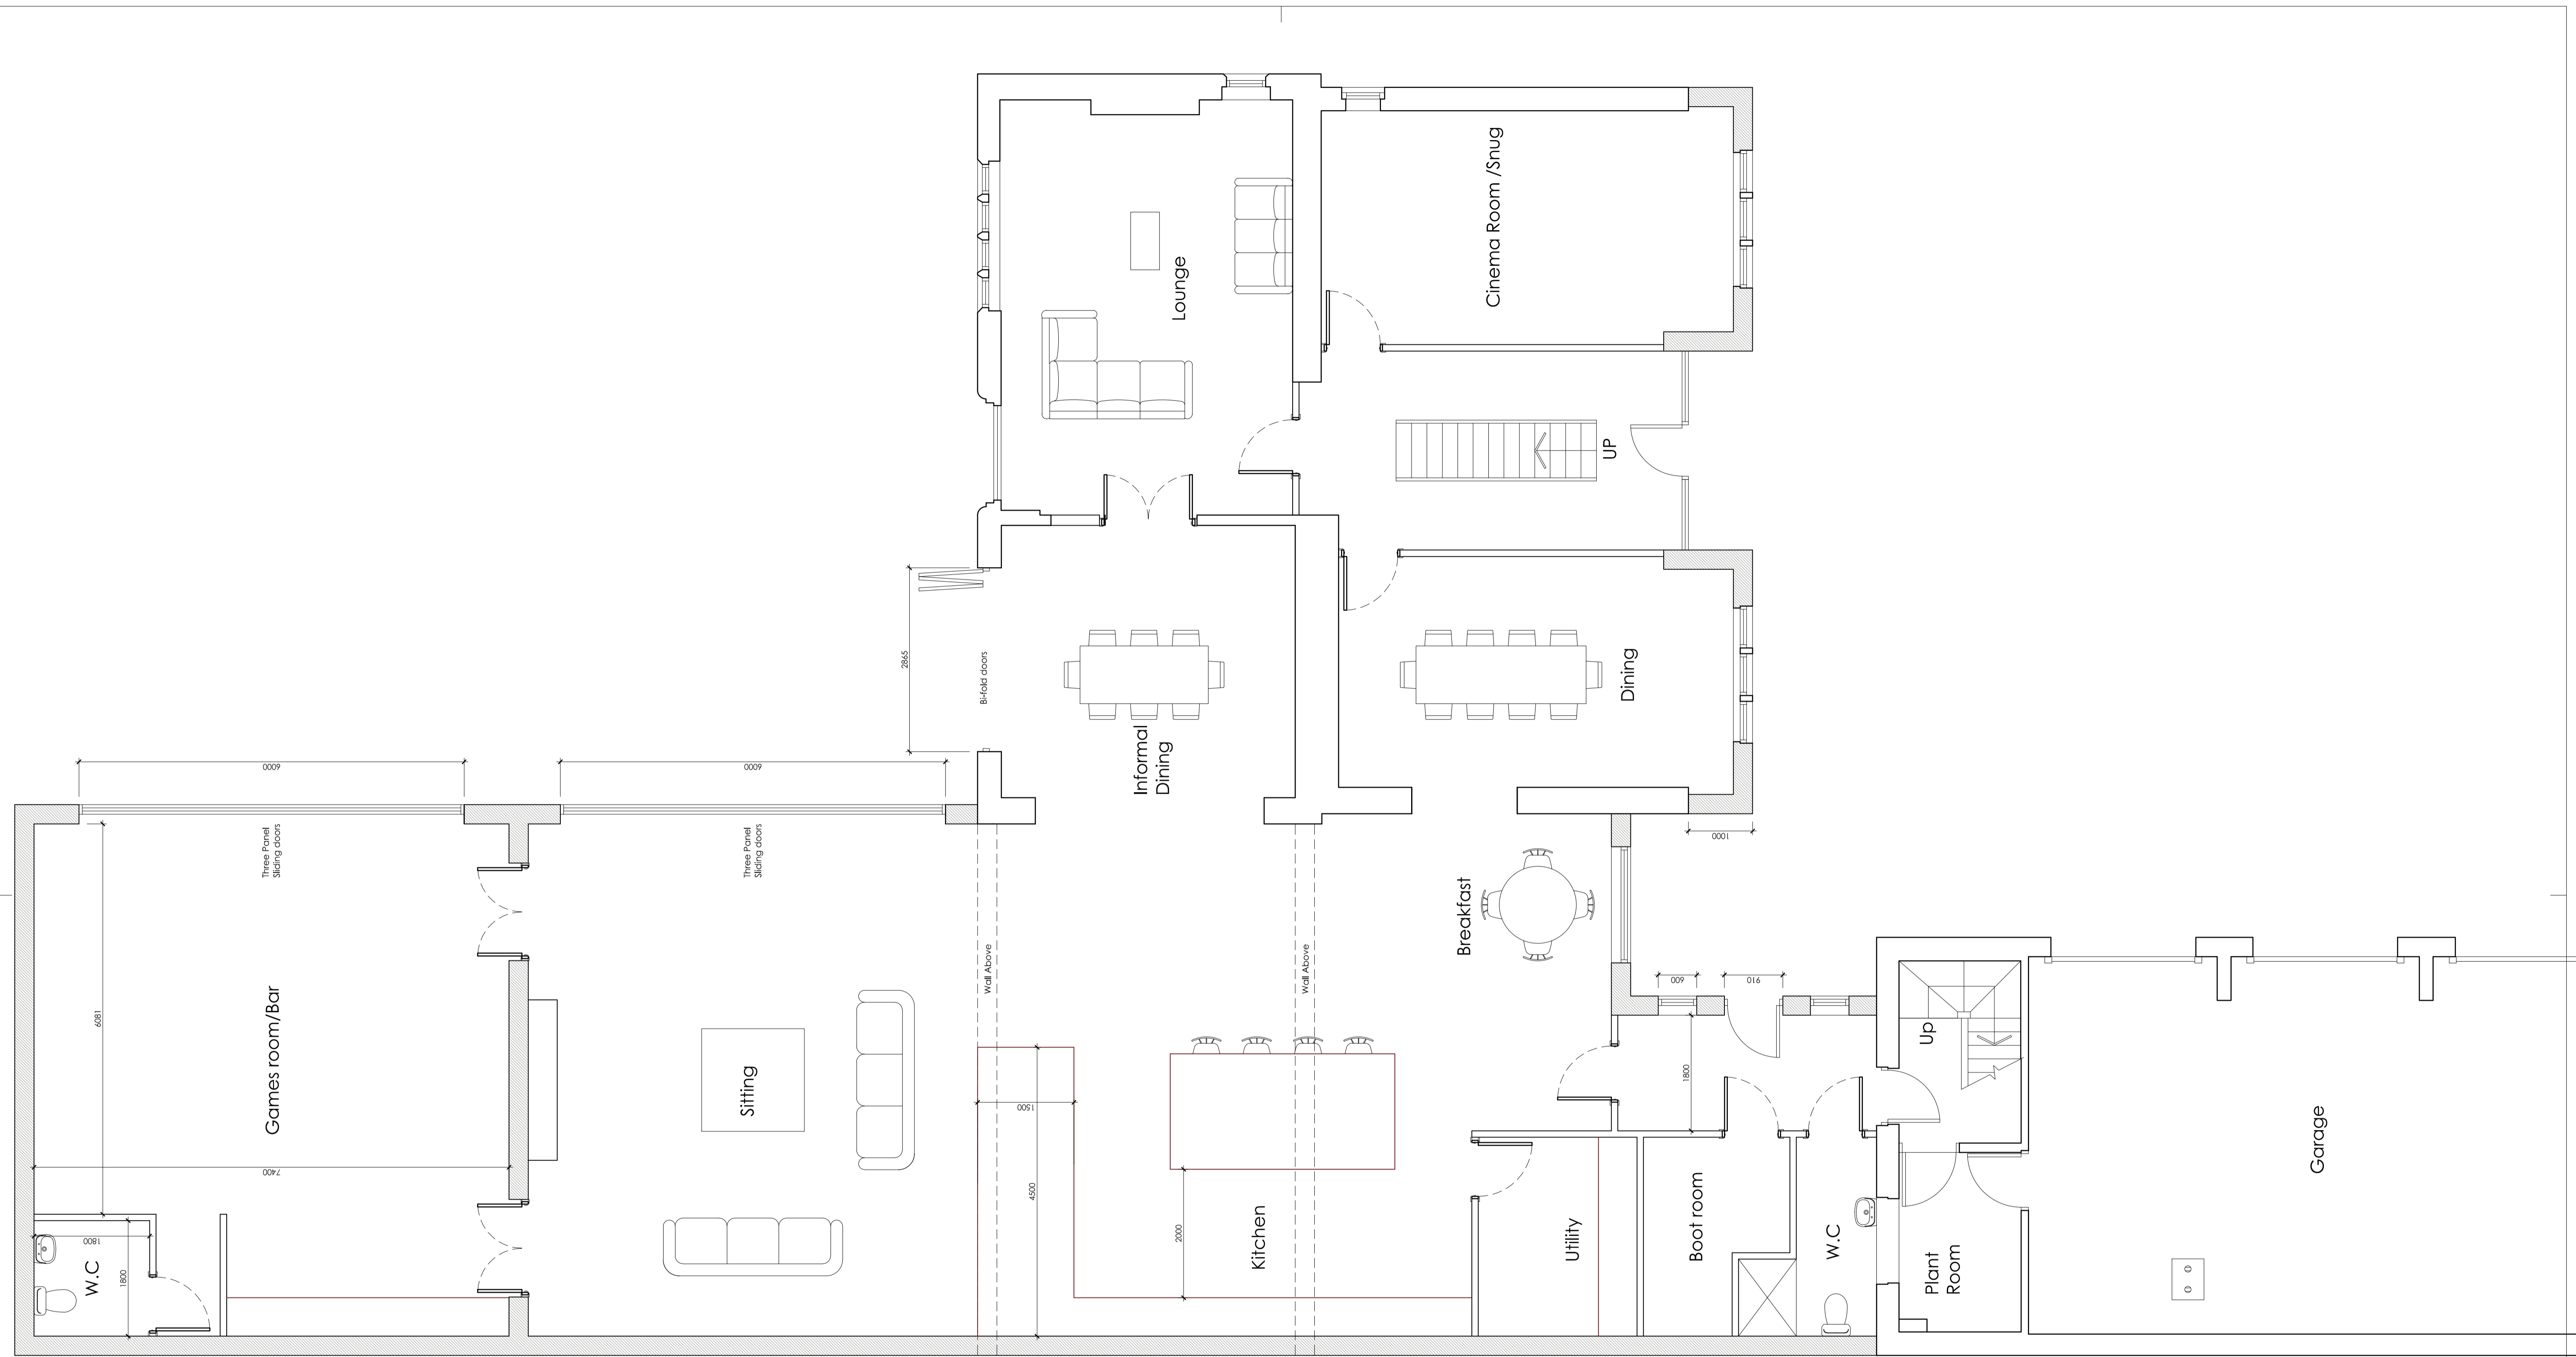 Lounge
Cinema Room /Snug
UP
2865
Bi-fold doors
Informal
Dining
Dining
6000
6000
Three Panel
Sliding doors
Three Panel
Sliding doors
1000
Wall Above
Wall Above
Breakfast
600
910
6081
Games room/Bar
Sitting
1500
4500
1800
Up
Garage
7400
2000
Kitchen
Utility
Boot room
W.C
Plant
Room
W.C
1800
1800